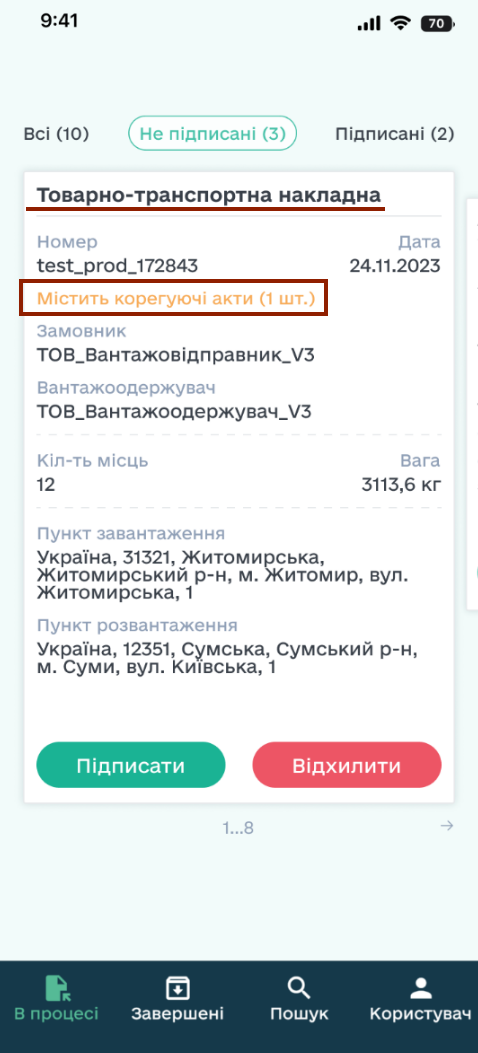 9:41
70
Всі (10) Не підписані (3) Підписані (2)
Товарно-транспортна накладна
Номер Дата
test_prod_172843 24.11.2023
Містить корегуючі акти (1 шт.)
Замовник
ТОВ_Вантажовідправник_V3
Вантажоодержувач
ТОВ_Вантажоодержувач_V3
Кіл-ть місць Вага
12 3113,6 кг
Пункт завантаження
Україна, 31321, Житомирська,
Житомирський р-н, м. Житомир, вул.
Житомирська, 1
Пункт розвантаження
Україна, 12351, Сумська, Сумський р-н,
м. Суми, вул. Київська, 1
Підписати Відхилити
1...8 →
В процесі Завершені Пошук Користувач